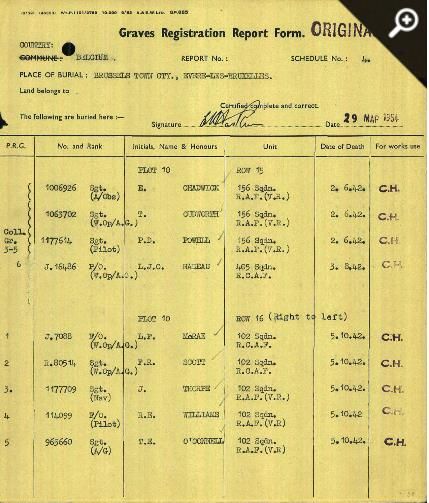 Graves Registration Report Form. ORIGINA
COUNTRY:
COMMUNE: BELGIUM. REPORT No.: SCHEDULE No.: 4.
PLACE OF BURIAL: BRUSSELS TOWN CTY., EVERE-LES-BRUXELLES.
Land belongs to
Certified complete and correct.
The following are buried here :— Signature Date 29 MAR 1954
P.R.G. No. and Rank Initials, Name & Honours Unit Date of Death For works use
PLOT 10 ROW 15
1006926 Sgt. E. CHADWICK 156 Sqdn. 2. 6.42. C.H.
(A/Obs) R.A.F.(V.R.)
1063702 Sgt. T. CUDWORTH 156 Sqdn. 2. 6.42. C.H.
(W.Op/A.G.) R.A.F.(V.R.)
Coll. Gr. 3-5
1177614 Sgt. P.D. POWELL 156 Sqdn. 2. 6.42. C.H.
(Pilot) R.A.F.(V.R.)
6 J.16486 P/O. L.J.C. 405 Sqdn. 3. 8.42. C.H.
(W.Op/A.G.) R.C.A.F.
PLOT 10 ROW 16 (Right to left)
1 J.7088 F/O. L.F. McRAE 102 Sqdn. 5.10.42. C.H.
(W.Op/A.G.) R.C.A.F.
2 R.80514 Sgt. F.R. SCOTT 102 Sqdn. 5.10.42. C.H.
(W.Op/A.G.) R.C.A.F.
3. 1177709 Sgt. J. THORPE 102 Sqdn. 5.10.42. C.H.
(Nav) R.A.F.(V.R.)
4 114099 F/O. R.E. WILLIAMS 102 Sqdn. 5.10.42 C.H.
(Pilot) R.A.F.(V.R)
5 965660 Sgt. T.E. O'CONNELL 102 Sqdn. 5.10.42. C.H.
(A/G) R.A.F.(V.R)